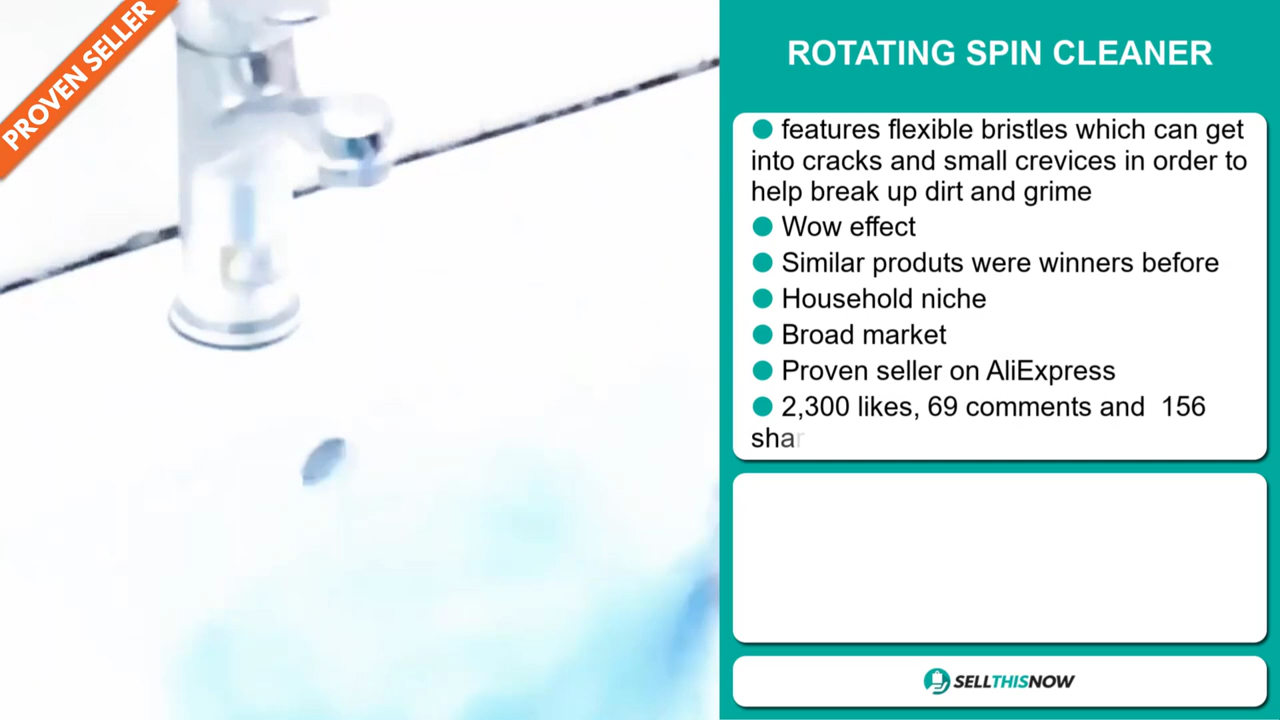 PROVEN SELLER
ROTATING SPIN CLEANER
● features flexible bristles which can get
into cracks and small crevices in order to
help break up dirt and grime
● Wow effect
● Similar produts were winners before
● Household niche
● Broad market
● Proven seller on AliExpress
● 2,300 likes, 69 comments and 156
shar
SELLTHISNOW